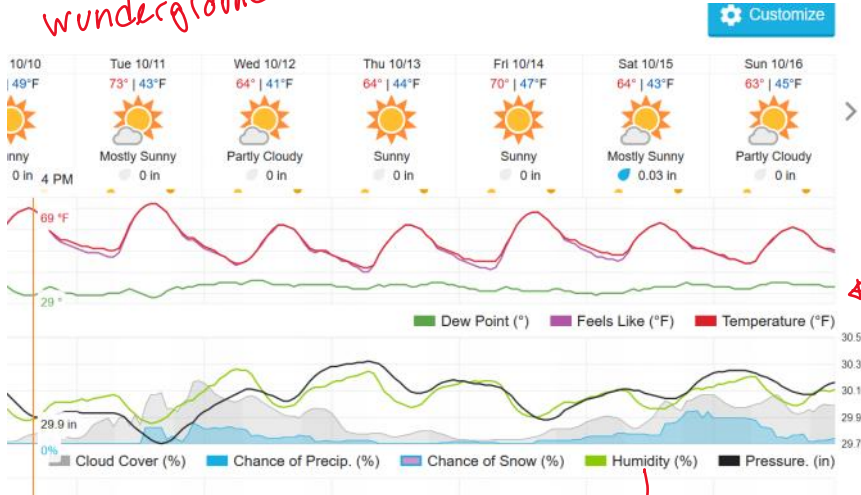 wundergroun
Customize
10/10 Tue 10/11 Wed 10/12 Thu 10/13 Fri 10/14 Sat 10/15 Sun 10/16
| 49°F 73° | 43°F 64° | 41°F 64° | 44°F 70° | 47°F 64° | 43°F 63° | 45°F
nny Mostly Sunny Partly Cloudy Sunny Sunny Mostly Sunny Partly Cloudy
0 in 0 in 0 in 0 in 0 in 0.03 in 0 in
4 PM
69 °F
29 °
Dew Point (°) Feels Like (°F) Temperature (°F)
30.5
30.3
30.1
29.9
29.9 in
29.7
0%
Cloud Cover (%) Chance of Precip. (%) Chance of Snow (%) Humidity (%) Pressure. (in)